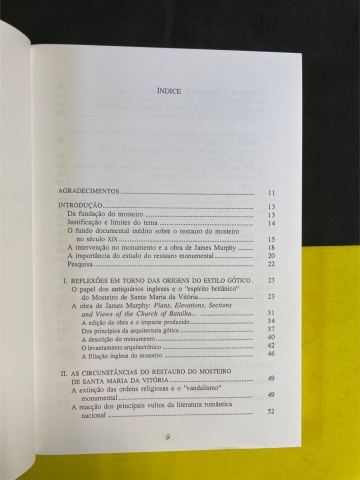 ÍNDICE
AGRADECIMENTOS 11
INTRODUÇÃO 13
Da fundação do mosteiro 13
Justificação e limites do tema 14
O fundo documental inédito sobre o restauro do mosteiro
no século XIX 15
A intervenção no monumento e a obra de James Murphy 18
A importância do estudo do restauro monumental 20
Pesquisa 22
I. REFLEXÕES EM TORNO DAS ORIGENS DO ESTILO GÓTICO 23
O papel dos antiquários ingleses e o "espírito britânico"
do Mosteiro de Santa Maria da Vitória 23
A obra de James Murphy: Plans, Elevations, Sections
and Views of the Church of Batalha... 31
A edição da obra e o impacte produzido 34
Dos princípios da arquitectura gótica 37
A descrição do monumento 40
O levantamento arquitectónico 42
A filiação inglesa do mosteiro 46
II. AS CIRCUNSTÂNCIAS DO RESTAURO DO MOSTEIRO
DE SANTA MARIA DA VITÓRIA 49
A extinção das ordens religiosas e o "vandalismo"
monumental 49
A reacção dos principais vultos da literatura romântica
nacional 52
9